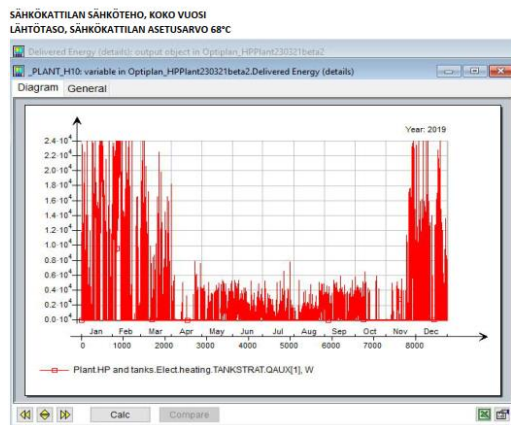 SÄHKÖKATTILAN SÄHKÖTEHO, KOKO VUOSI
LÄHTÖTASO, SÄHKÖKATTILAN ASETUSARVO 68°C
Delivered Energy (details): output object in Optiplan_HPPlant230321beta2
_PLANT_H10: variable in Optiplan_HPPlant230321beta2.Delivered Energy (details)
Diagram General
Year: 2019
2.4·10⁴
2.2·10⁴
2.0·10⁴
1.8·10⁴
1.6·10⁴
1.4·10⁴
1.2·10⁴
1.0·10⁴
0.8·10⁴
0.6·10⁴
0.4·10⁴
0.2·10⁴
0.0·10⁰
Jan Feb Mar Apr May Jun Jul Aug Sep Oct Nov Dec
0 1000 2000 3000 4000 5000 6000 7000 8000
Plant.HP and tanks.Elect.heating.TANKSTRAT.QAUX[1], W
Calc Compare